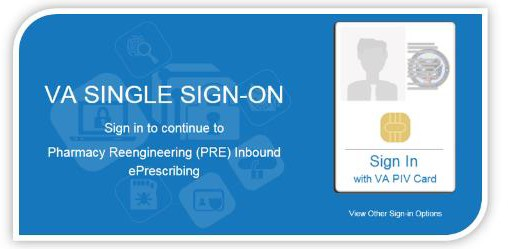 VA SINGLE SIGN-ON
Sign in to continue to
Pharmacy Reengineering (PRE) Inbound
ePrescribing
Sign In
with VA PIV Card
View Other Sign-in Options